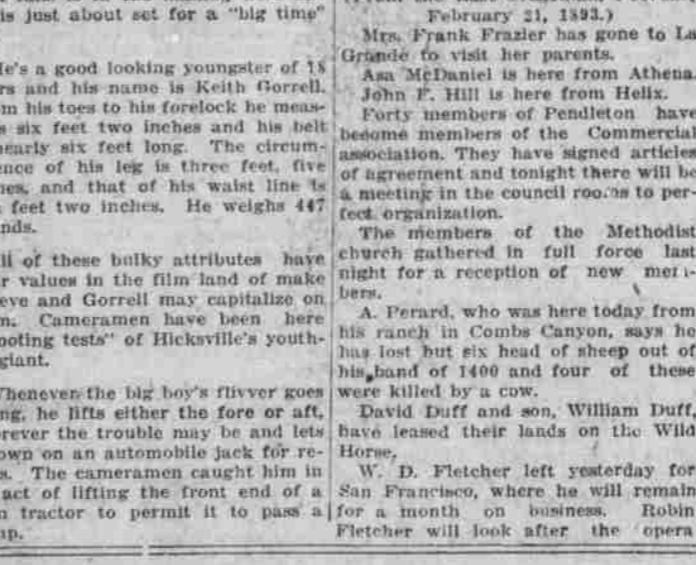 is just about set for a "big time"
He's a good looking youngster of 18
rs and his name is Keith Gorrell.
m his toes to his forelock he meas-
s six feet two inches and his belt
nearly six feet long. The circum-
ence of his leg is three feet, five
hes, and that of his waist line is
feet two inches. He weighs 447
nds.
ll of these bulky attributes have
r values in the film land of make
eve and Gorrell may capitalize on
m. Cameramen have been here
ooting tests" of Hicksville's youth-
giant.
Whenever the big boy's flivver goes
ng, he lifts either the fore or aft,
erever the trouble may be and lets
own on an automobile jack for re-
s. The cameramen caught him in
act of lifting the front end of a
n tractor to permit it to pass a
mp.
February 21, 1893.)
Mrs. Frank Frazier has gone to La
Grande to visit her parents.
Asa McDaniel is here from Athena.
John F. Hill is here from Helix.
Forty members of Pendleton have
become members of the Commercial
association. They have signed articles
of agreement and tonight there will be
a meeting in the council rooms to per-
fect organization.
The members of the Methodist
church gathered in full force last
night for a reception of new mem-
bers.
A. Perard, who was here today from
his ranch in Combs Canyon, says he
has lost but six head of sheep out of
his band of 1400 and four of these
were killed by a cow.
David Duff and son, William Duff,
have leased their lands on the Wild
Horse.
W. D. Fletcher left yesterday for
San Francisco, where he will remain
for a month on business. Robin
Fletcher will look after the opera